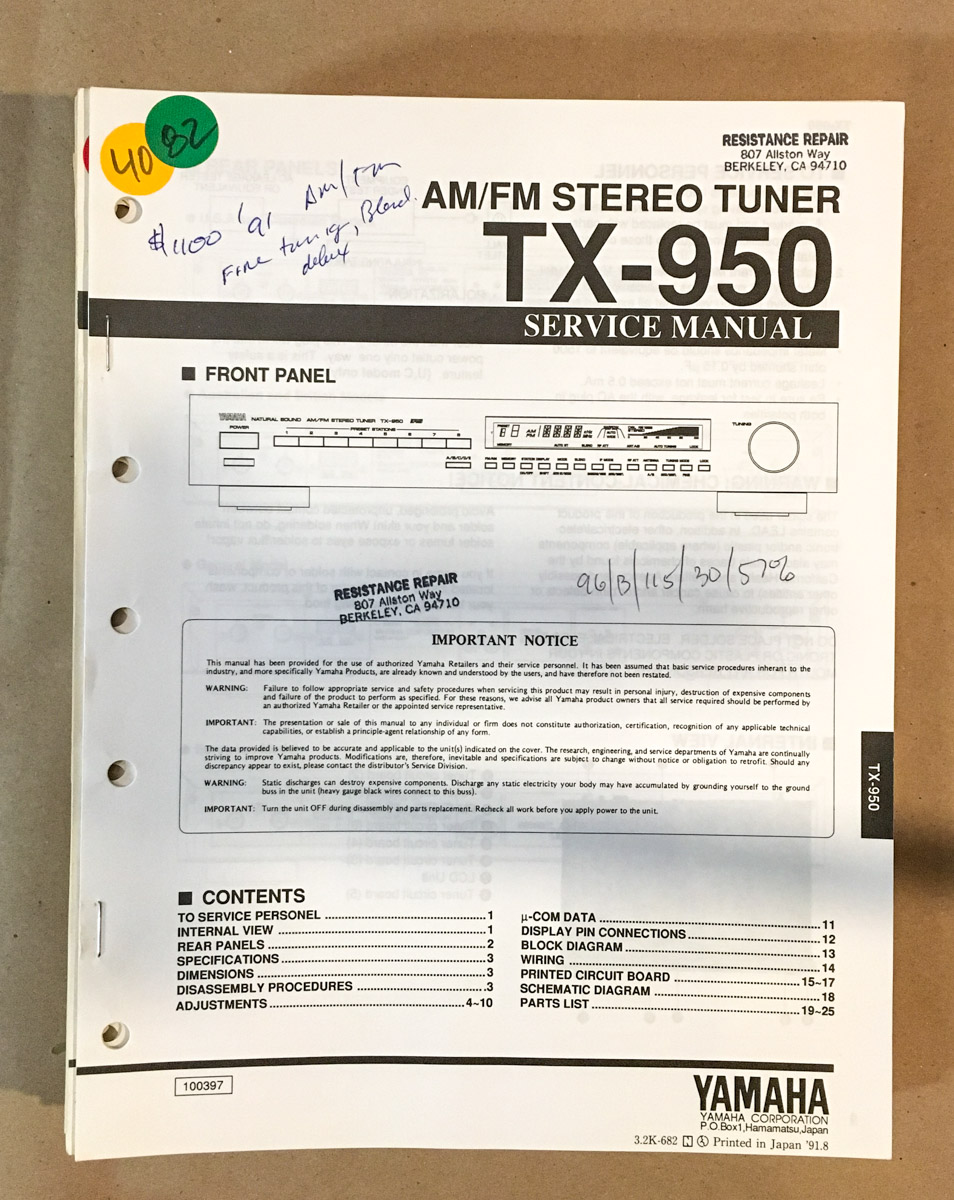 40
82
RESISTANCE REPAIR
807 Allston Way
BERKELEY, CA 94710
$1100 '91 AM/FM
Fine tuning, Blend.
delux
AM/FM STEREO TUNER
TX-950
SERVICE MANUAL
■ FRONT PANEL
YAMAHA NATURAL SOUND AM/FM STEREO TUNER TX-950
POWER
PRESET STATIONS
1 2 3 4 5 6 7 8
A/B/C/D/E
TUNING
RESISTANCE REPAIR
807 Allston Way
BERKELEY, CA 94710
96/B/115/30/57%
IMPORTANT NOTICE
This manual has been provided for the use of authorized Yamaha Retailers and their service personnel. It has been assumed that basic service procedures inherant to the
industry, and more specifically Yamaha Products, are already known and understood by the users, and have therefore not been restated.
WARNING: Failure to follow appropriate service and safety procedures when servicing this product may result in personal injury, destruction of expensive components
and failure of the product to perform as specified. For these reasons, we advise all Yamaha product owners that all service required should be performed by
an authorized Yamaha Retailer or the appointed service representative.
IMPORTANT: The presentation or sale of this manual to any individual or firm does not constitute authorization, certification, recognition of any applicable technical
capabilities, or establish a principle-agent relationship of any form.
The data provided is believed to be accurate and applicable to the unit(s) indicated on the cover. The research, engineering, and service departments of Yamaha are continually
striving to improve Yamaha products. Modifications are, therefore, inevitable and specifications are subject to change without notice or obligation to retrofit. Should any
discrepancy appear to exist, please contact the distributor's Service Division.
WARNING: Static discharges can destroy expensive components. Discharge any static electricity your body may have accumulated by grounding yourself to the ground
buss in the unit (heavy gauge black wires connect to this buss).
IMPORTANT: Turn the unit OFF during disassembly and parts replacement. Recheck all work before you apply power to the unit.
TX-950
■ CONTENTS
TO SERVICE PERSONEL ........ 1
INTERNAL VIEW ........ 1
REAR PANELS ........ 2
SPECIFICATIONS ........ 3
DIMENSIONS ........ 3
DISASSEMBLY PROCEDURES ........ 3
ADJUSTMENTS ........ 4~10
μ-COM DATA ........ 11
DISPLAY PIN CONNECTIONS ........ 12
BLOCK DIAGRAM ........ 13
WIRING ........ 14
PRINTED CIRCUIT BOARD ........ 15~17
SCHEMATIC DIAGRAM ........ 18
PARTS LIST ........ 19~25
100397
YAMAHA
YAMAHA CORPORATION
P.O.Box1,Hamamatsu,Japan
3.2K-682 N Printed in Japan '91.8